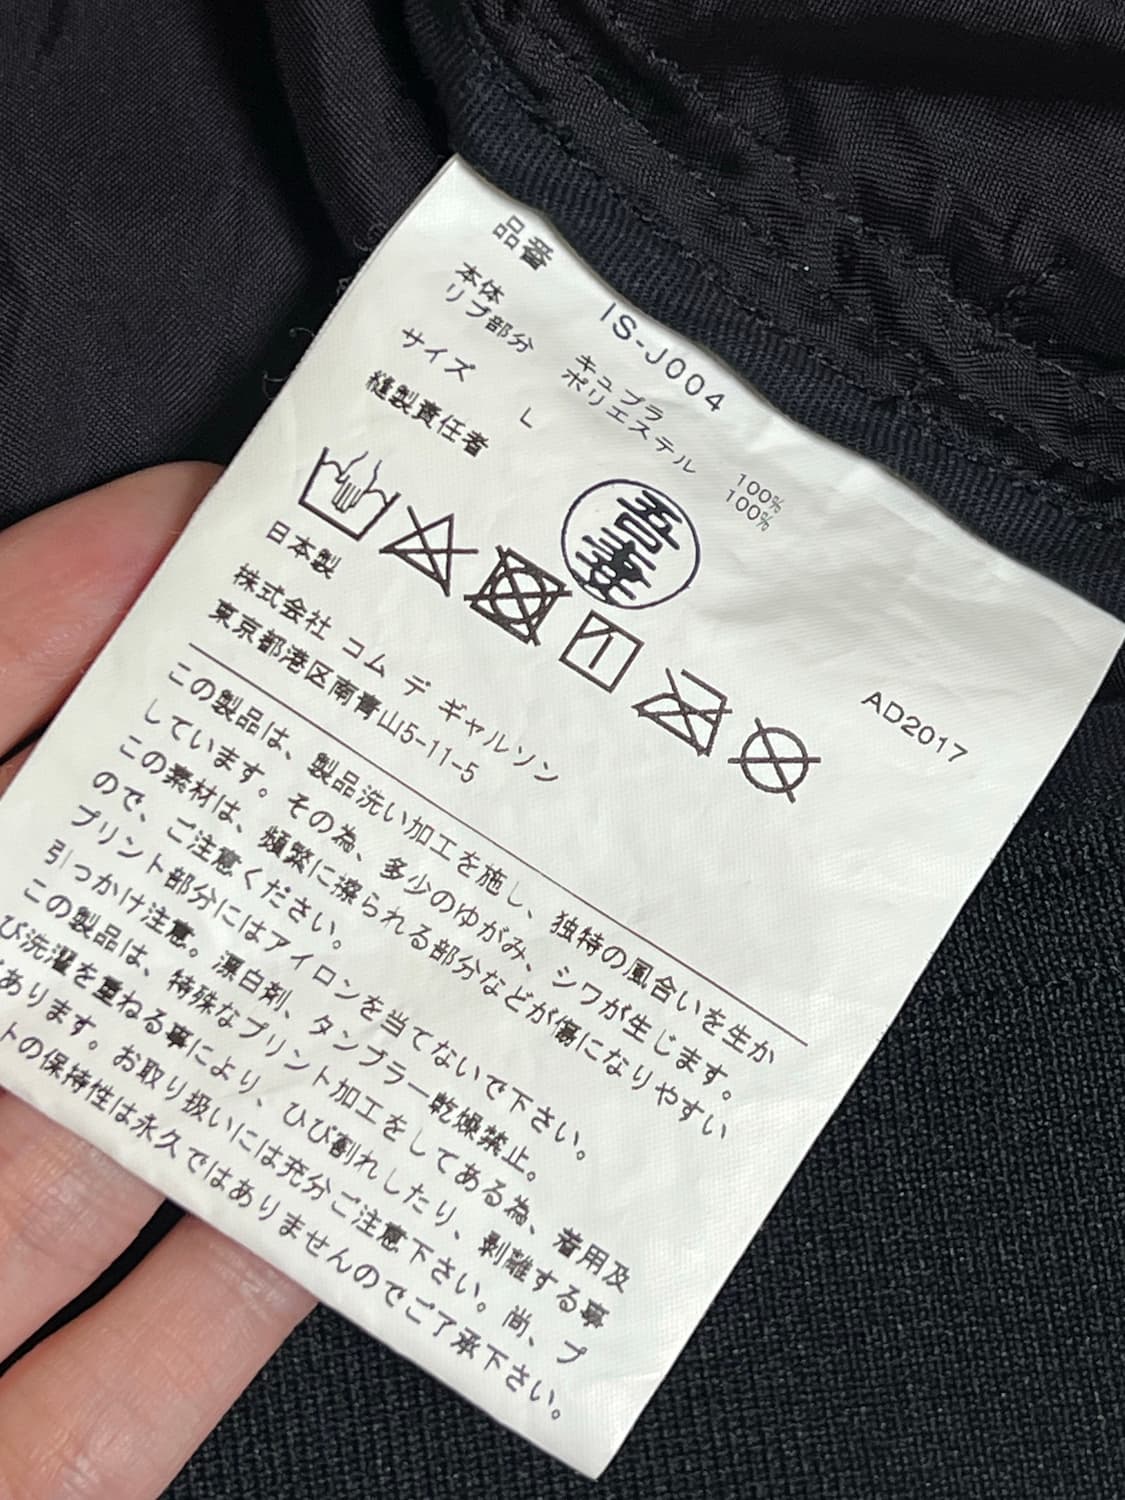 品番 IS-J004
本体 キュプラ 100%
リブ部分 ポリエステル 100%
サイズ L
縫製責任者 吾妻
日本製
株式会社 コム デ ギャルソン
東京都港区南青山5-11-5
AD2017
この製品は、製品洗い加工を施し、独特の風合いを生か
しています。その為、多少のゆがみ、シワが生じます。
この素材は、頻繁に擦られる部分などが傷になりやすい
ので、ご注意ください。
プリント部分にはアイロンを当てないで下さい。
引っかけ注意。漂白剤、タンブラー乾燥禁止。
この製品は、特殊なプリント加工をしてある為、着用及
び洗濯を重ねる事により、ひび割れしたり、剥離する事
があります。お取り扱いには充分ご注意下さい。尚、プ
トの保持性は永久ではありませんのでご了承下さい。